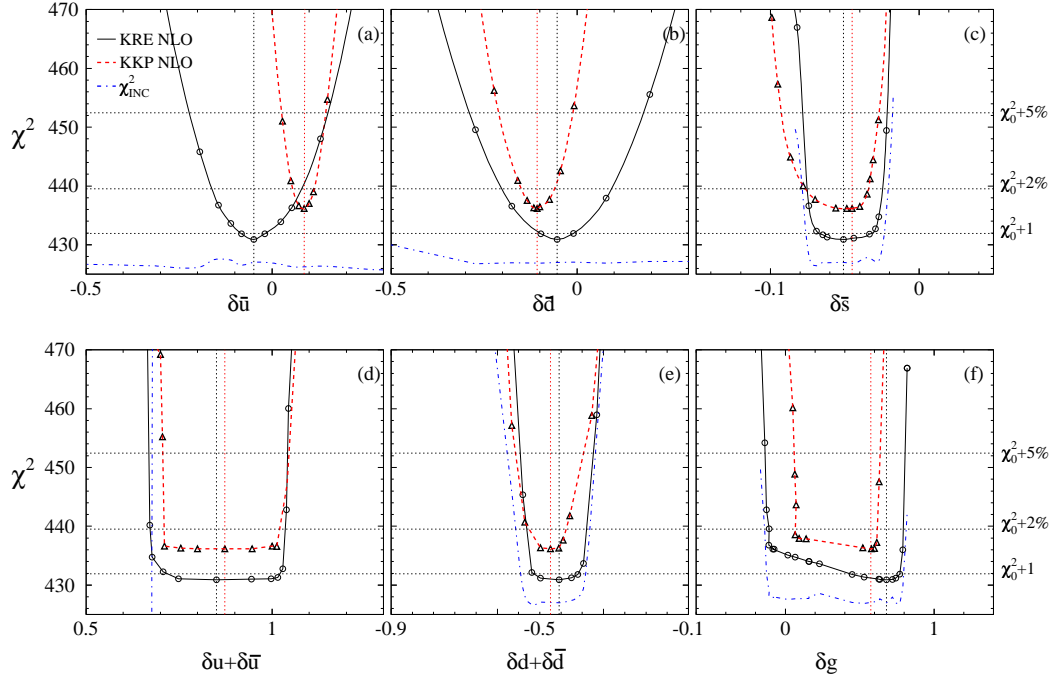 470
(a)
(b)
(c)
KRE NLO
KKP NLO
χ²INC
460
450
440
430
χ²
χ₀²+5%
χ₀²+2%
χ₀²+1
-0.5
0
-0.5
0
-0.1
0
δū
δd̄
δs̄
470
(d)
(e)
(f)
460
450
440
430
χ²
χ₀²+5%
χ₀²+2%
χ₀²+1
0.5
1
-0.9
-0.5
-0.1
0
1
δu+δū
δd+δd̄
δg